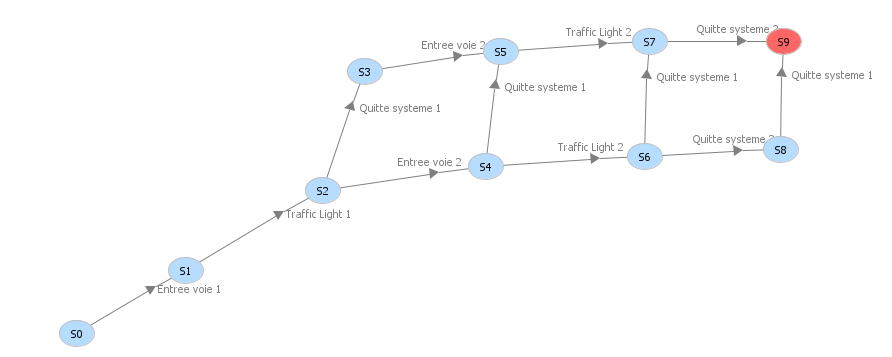 Quitte systeme 2
Traffic Light 2
S7
S9
Entree voie 2
S5
S3
Quitte systeme 1
Quitte systeme 1
Quitte systeme 1
Quitte systeme 1
Quitte systeme 2
Traffic Light 2
S8
S6
Entree voie 2
S4
S2
Traffic Light 1
S1
Entree voie 1
S0